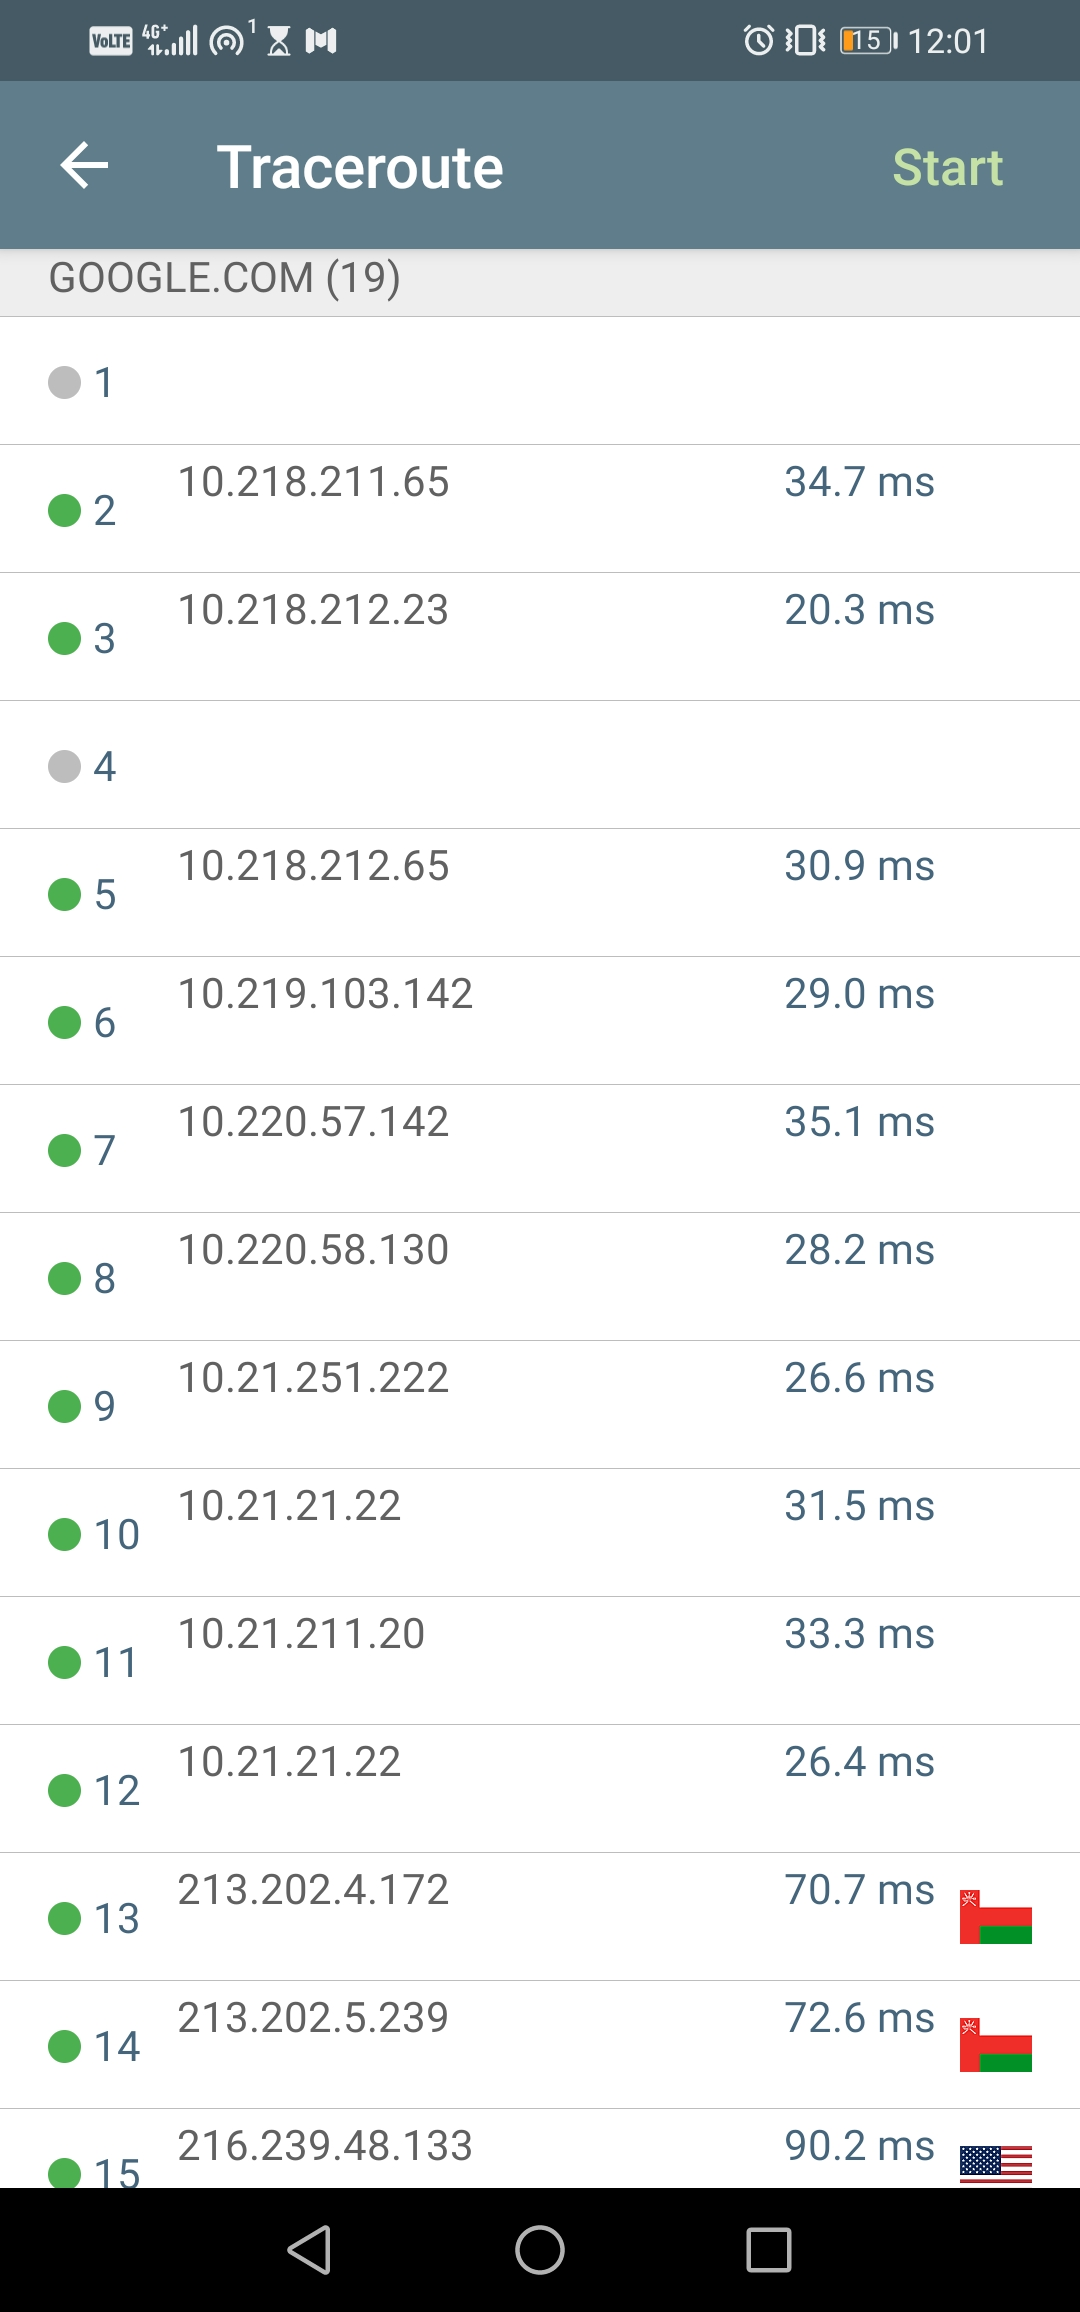 VoLTE 4G+ 1 15 12:01
Traceroute Start
GOOGLE.COM (19)
1
2 10.218.211.65 34.7 ms
3 10.218.212.23 20.3 ms
4
5 10.218.212.65 30.9 ms
6 10.219.103.142 29.0 ms
7 10.220.57.142 35.1 ms
8 10.220.58.130 28.2 ms
9 10.21.251.222 26.6 ms
10 10.21.21.22 31.5 ms
11 10.21.211.20 33.3 ms
12 10.21.21.22 26.4 ms
13 213.202.4.172 70.7 ms
14 213.202.5.239 72.6 ms
15 216.239.48.133 90.2 ms